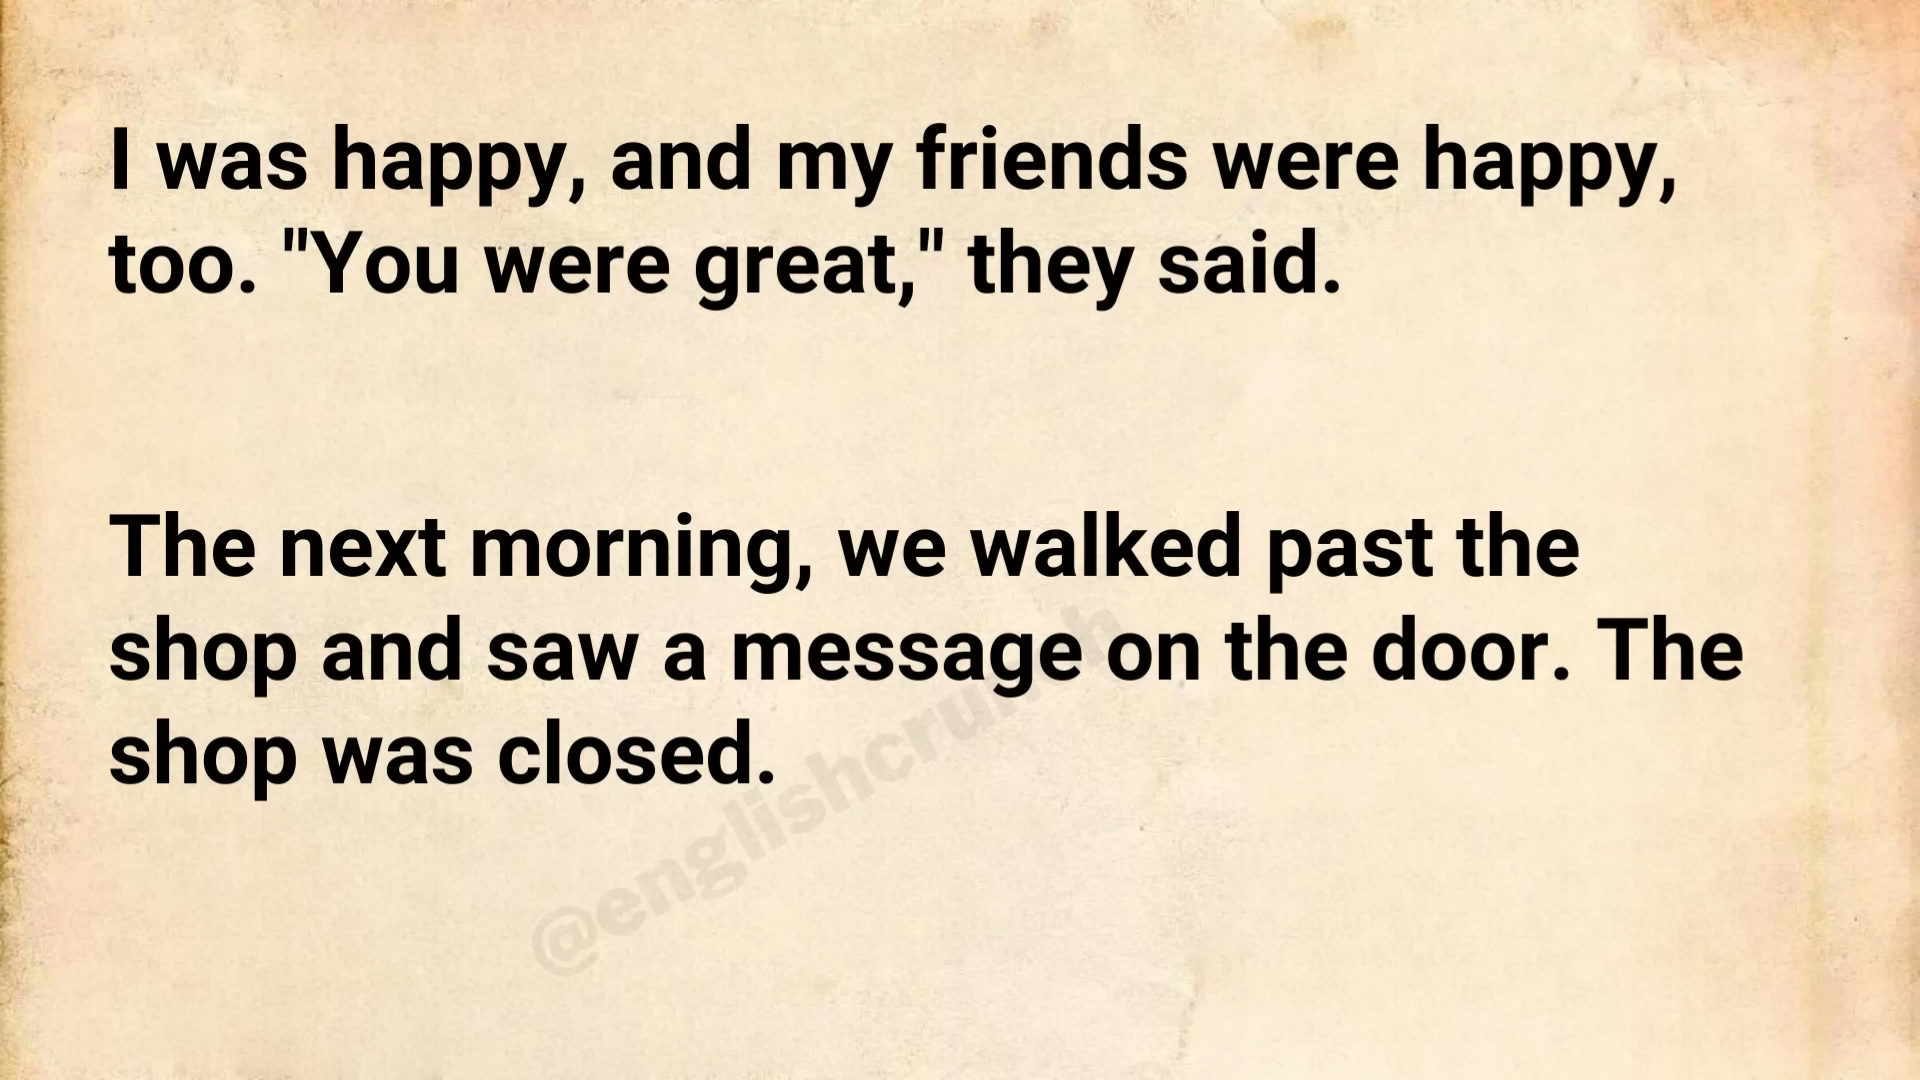 I was happy, and my friends were happy,
too. "You were great," they said.
The next morning, we walked past the
shop and saw a message on the door. The
shop was closed.